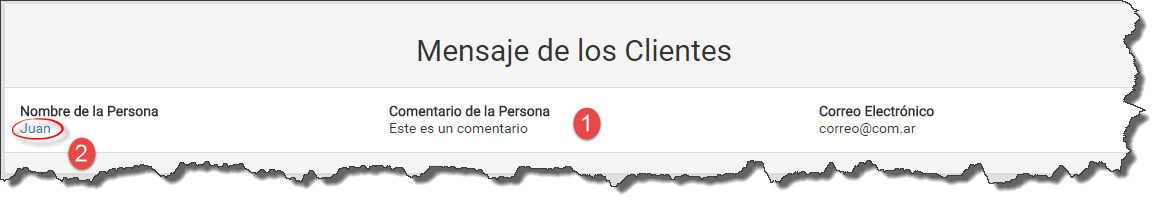 Mensaje de los Clientes
Nombre de la Persona
Juan
Comentario de la Persona
Este es un comentario
Correo Electrónico
correo@com.ar
1
2